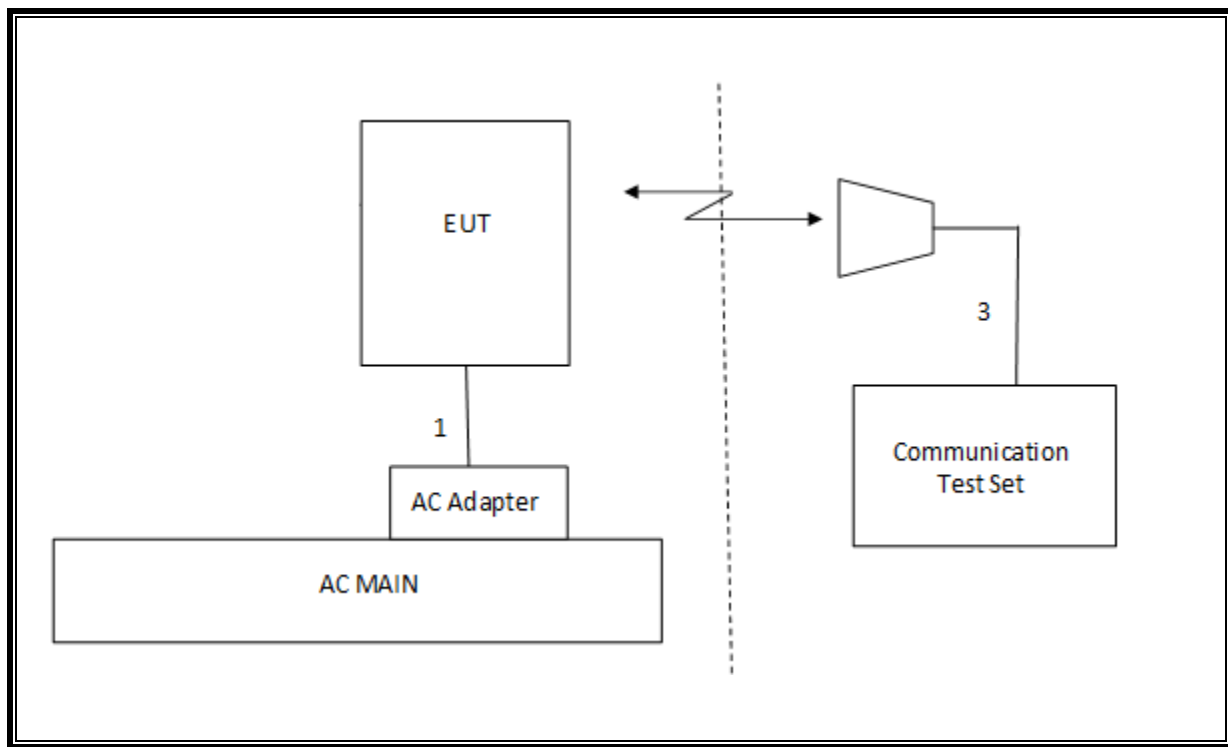 EUT
1
AC Adapter
AC MAIN
3
Communication
Test Set